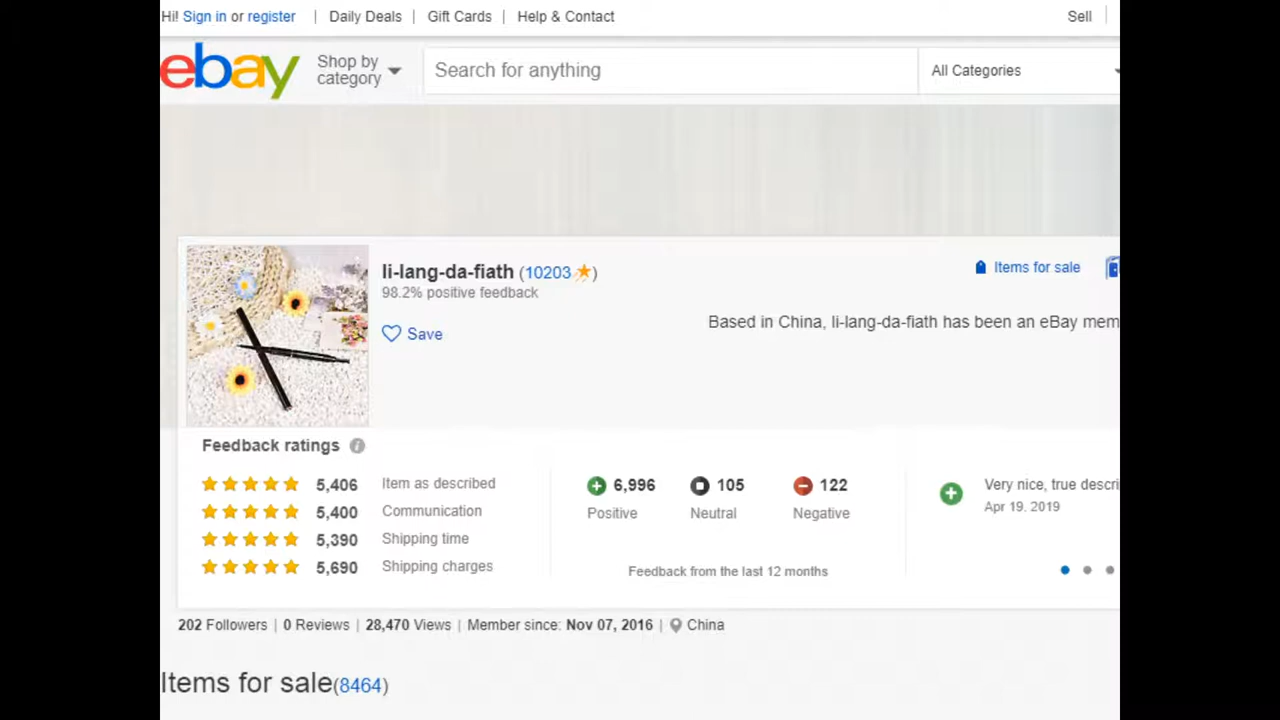 Hi! Sign in or register | Daily Deals | Gift Cards | Help & Contact Sell
ebay Shop by category Search for anything All Categories
li-lang-da-fiath (10203)
98.2% positive feedback
Items for sale
Save
Based in China, li-lang-da-fiath has been an eBay mem
Feedback ratings
5,406 Item as described
5,400 Communication
5,390 Shipping time
5,690 Shipping charges
6,996 105 122
Positive Neutral Negative
Feedback from the last 12 months
Very nice, true descri
Apr 19. 2019
202 Followers | 0 Reviews | 28,470 Views | Member since: Nov 07, 2016 | China
Items for sale(8464)